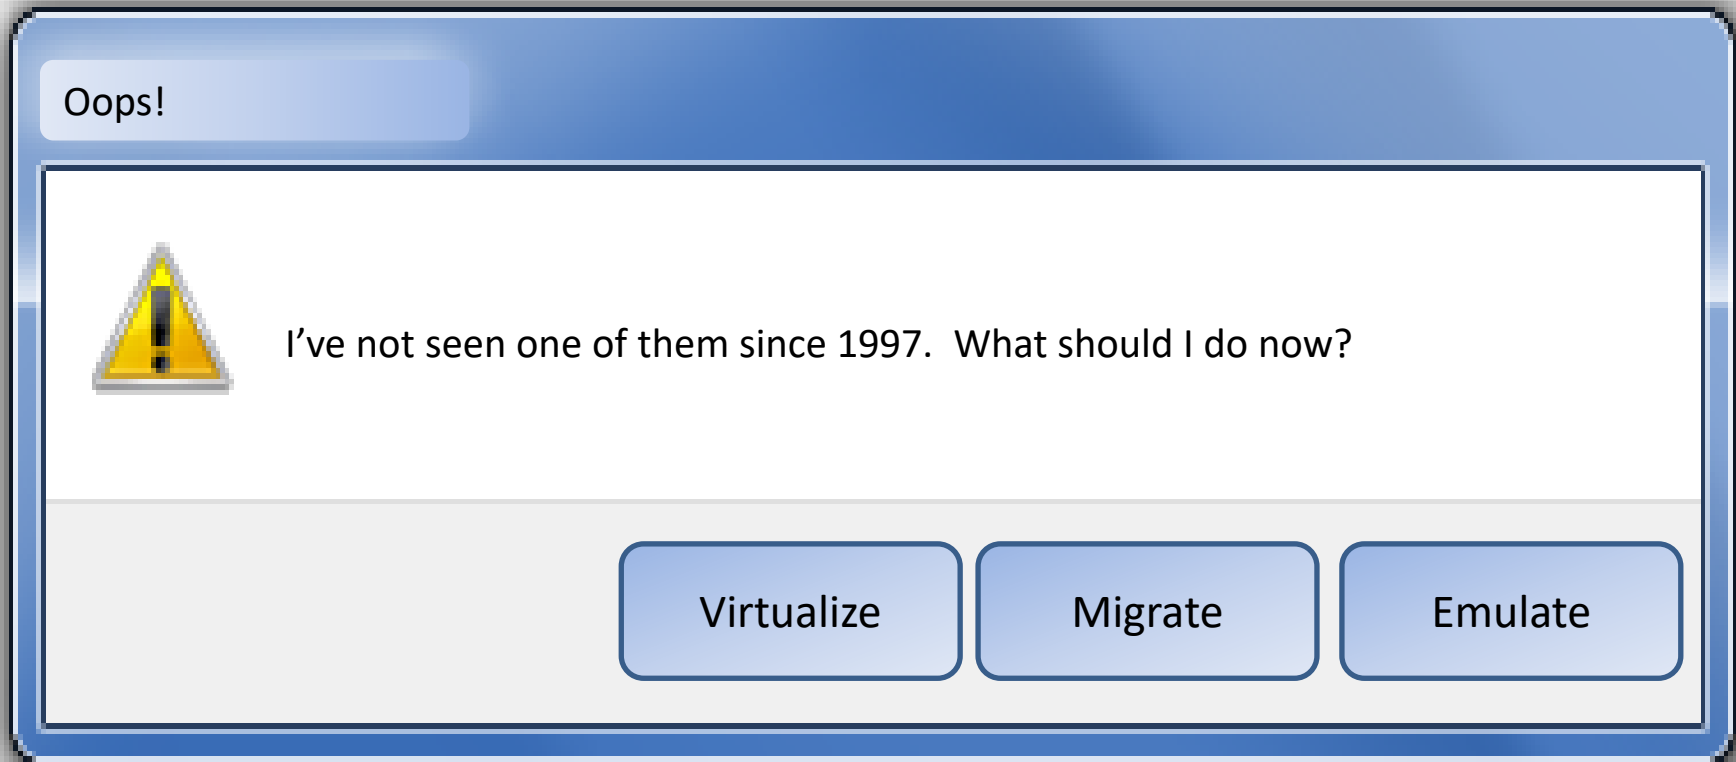 Oops!
I’ve not seen one of them since 1997.  What should I do now?
Virtualize
Migrate
Emulate